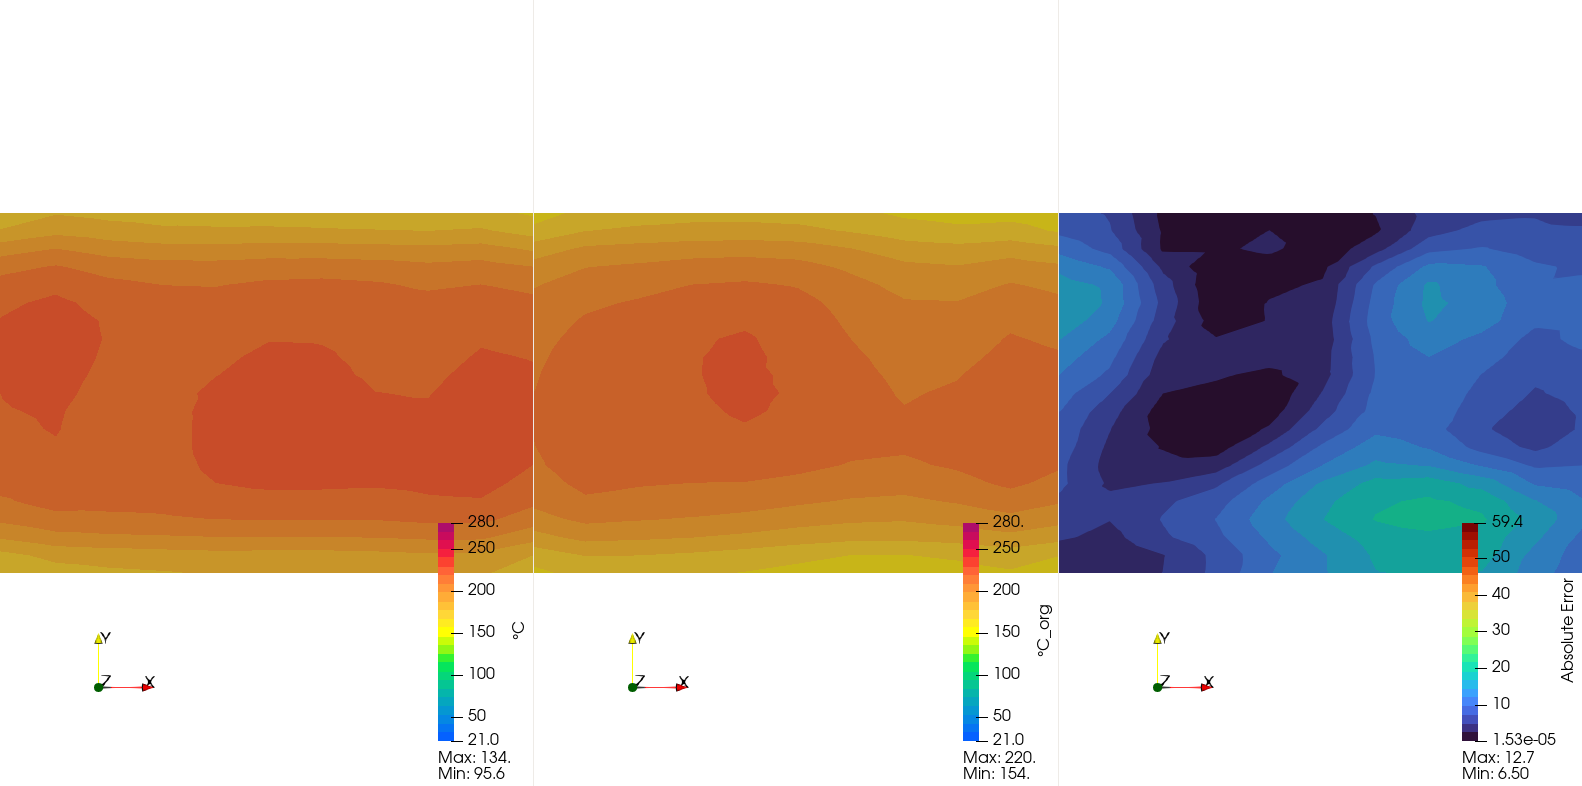 280.
250
200
150
100
50
21.0
°C
Max: 134.
Min: 95.6
Y
Z
X
280.
250
200
150
100
50
21.0
°C_org
Max: 220.
Min: 154.
Y
Z
X
59.4
50
40
30
20
10
1.53e-05
Absolute Error
Max: 12.7
Min: 6.50
Y
Z
X